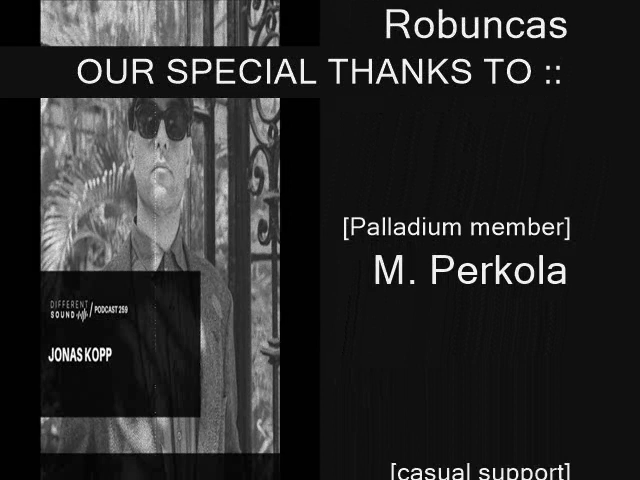 Robuncas
OUR SPECIAL THANKS TO ::
[Palladium member]
M. Perkola
DIFFERENT
SOUND / PODCAST 259
JONAS KOPP
[casual support]